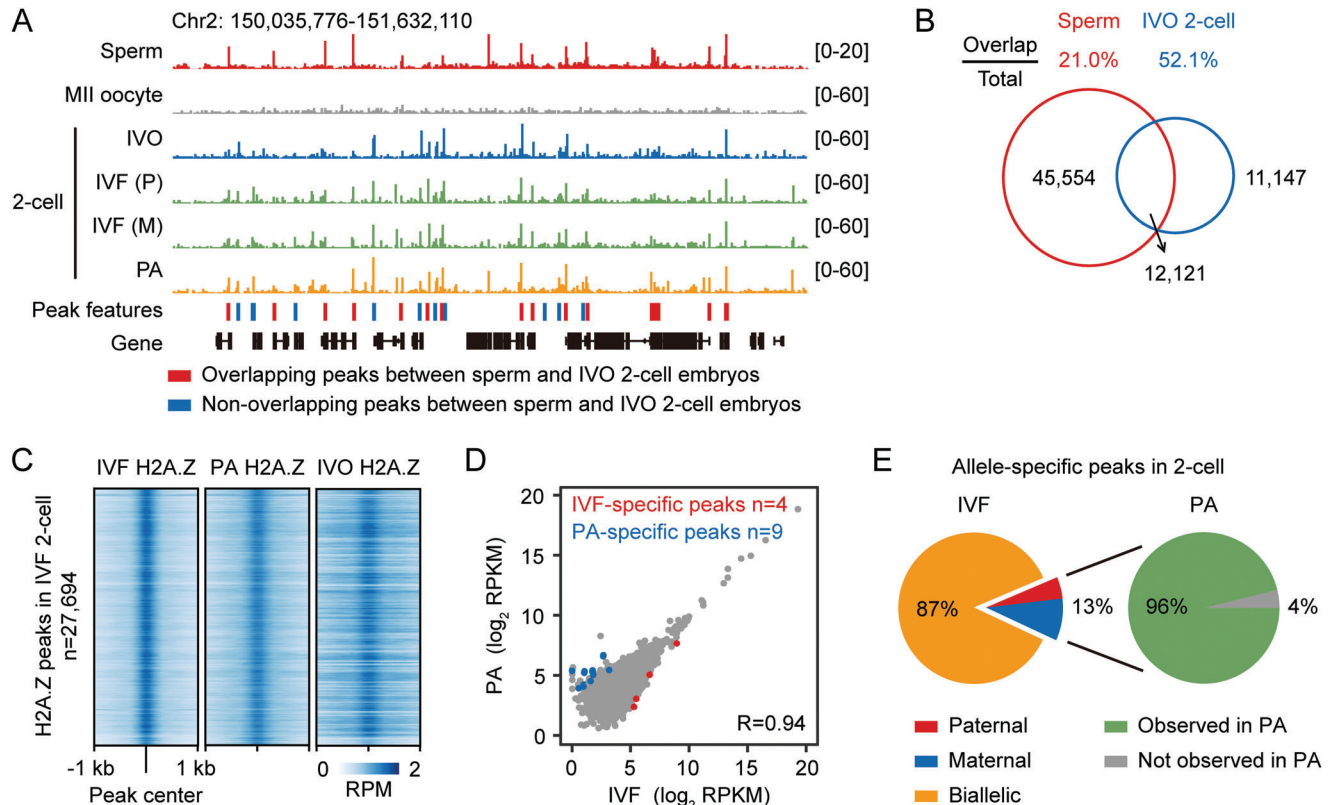 A
Chr2: 150,035,776-151,632,110
Sperm [0-20]
MII oocyte [0-60]
2-cell
IVO [0-60]
IVF (P) [0-60]
IVF (M) [0-60]
PA [0-60]
Peak features
Gene
Overlapping peaks between sperm and IVO 2-cell embryos
Non-overlapping peaks between sperm and IVO 2-cell embryos
B
Sperm IVO 2-cell
Overlap
Total
21.0% 52.1%
45,554
11,147
12,121
C
IVF H2A.Z PA H2A.Z IVO H2A.Z
H2A.Z peaks in IVF 2-cell
n=27,694
-1 kb 1 kb
Peak center
0 2
RPM
D
IVF-specific peaks n=4
PA-specific peaks n=9
R=0.94
PA (log2 RPKM)
20
15
10
5
0
0 5 10 15 20
IVF (log2 RPKM)
E
Allele-specific peaks in 2-cell
IVF PA
87% 13% 96% 4%
Paternal
Maternal
Biallelic
Observed in PA
Not observed in PA